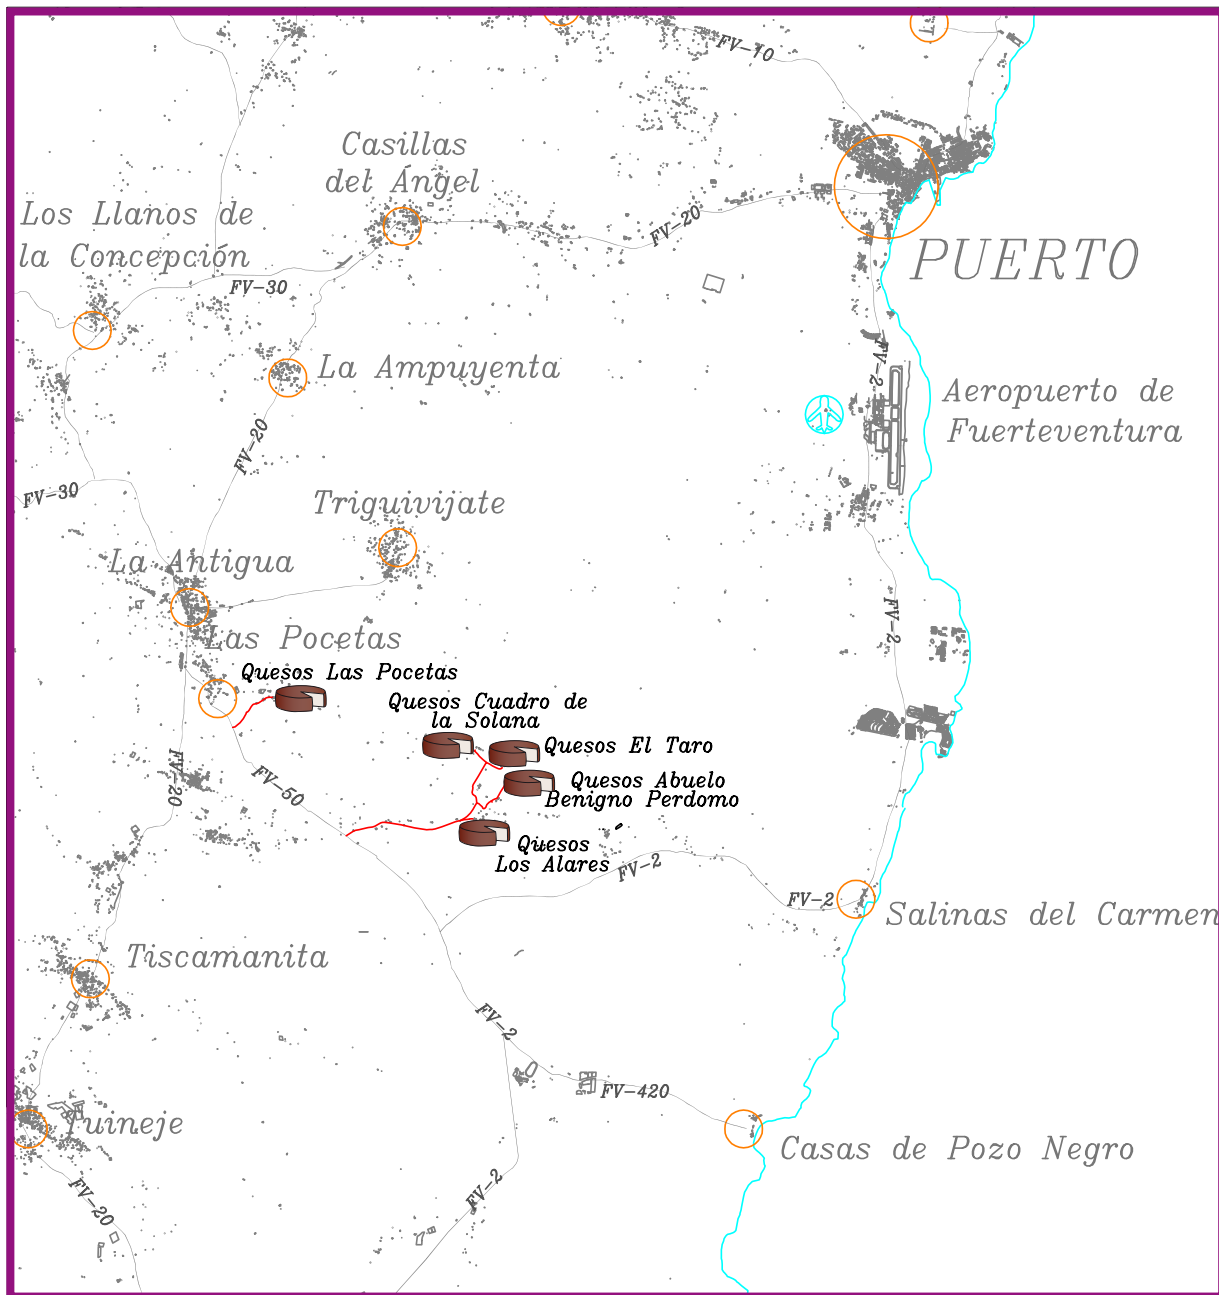 FV-10
Casillas
del Ángel
Los Llanos de
la Concepción
FV-20
PUERTO
FV-30
La Ampuyenta
FV-2
Aeropuerto de
Fuerteventura
FV-20
FV-30
Triguivijate
La Antigua
FV-2
Las Pocetas
Quesos Las Pocetas
Quesos Cuadro de
la Solana
Quesos El Taro
FV-20
FV-50
Quesos Abuelo
Benigno Perdomo
Quesos
Los Alares
FV-2
FV-2
Salinas del Carmen
Tiscamanita
FV-2
FV-420
Tuineje
Casas de Pozo Negro
FV-20
FV-2